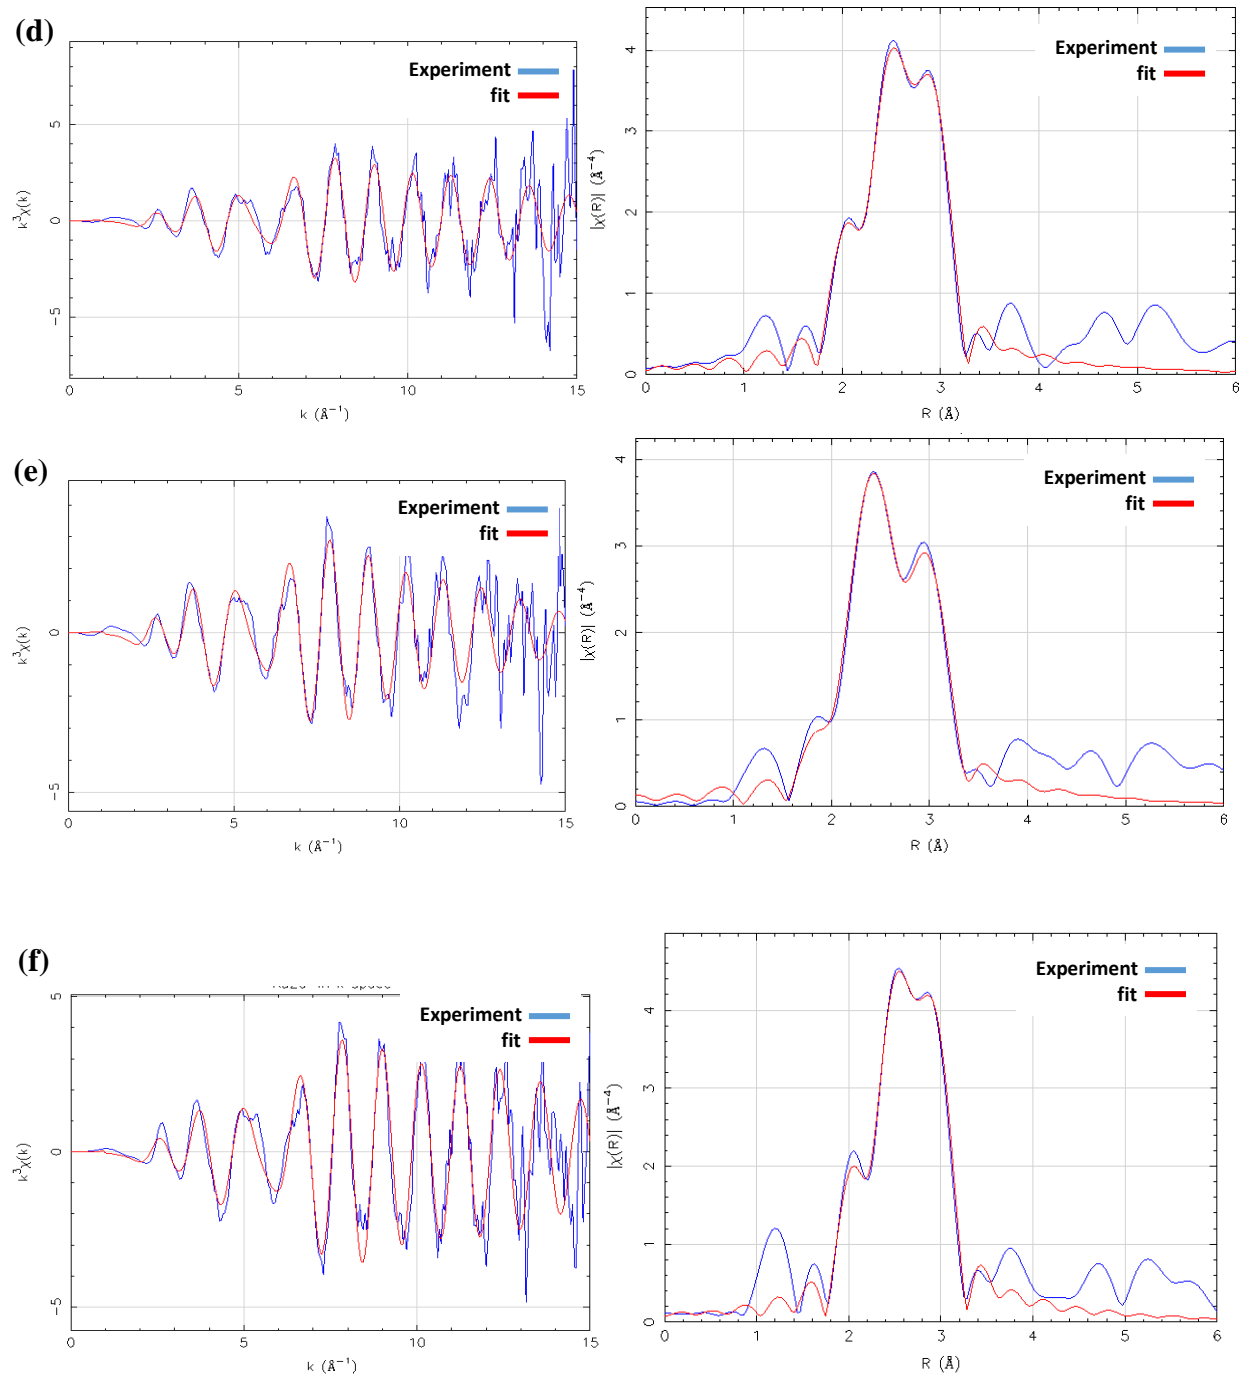 (d)
Experiment
fit
5
0
−5
k³χ(k)
0
5
10
15
k (Å⁻¹)
Experiment
fit
4
3
2
1
0
|χ(R)| (Å⁻⁴)
0
1
2
3
4
5
6
R (Å)
(e)
Experiment
fit
0
−5
k³χ(k)
0
5
10
15
k (Å⁻¹)
Experiment
fit
4
3
2
1
0
|χ(R)| (Å⁻⁴)
0
1
2
3
4
5
6
R (Å)
(f)
Experiment
fit
5
0
−5
k³χ(k)
0
5
10
15
k (Å⁻¹)
Experiment
fit
4
3
2
1
0
|χ(R)| (Å⁻⁴)
0
1
2
3
4
5
6
R (Å)